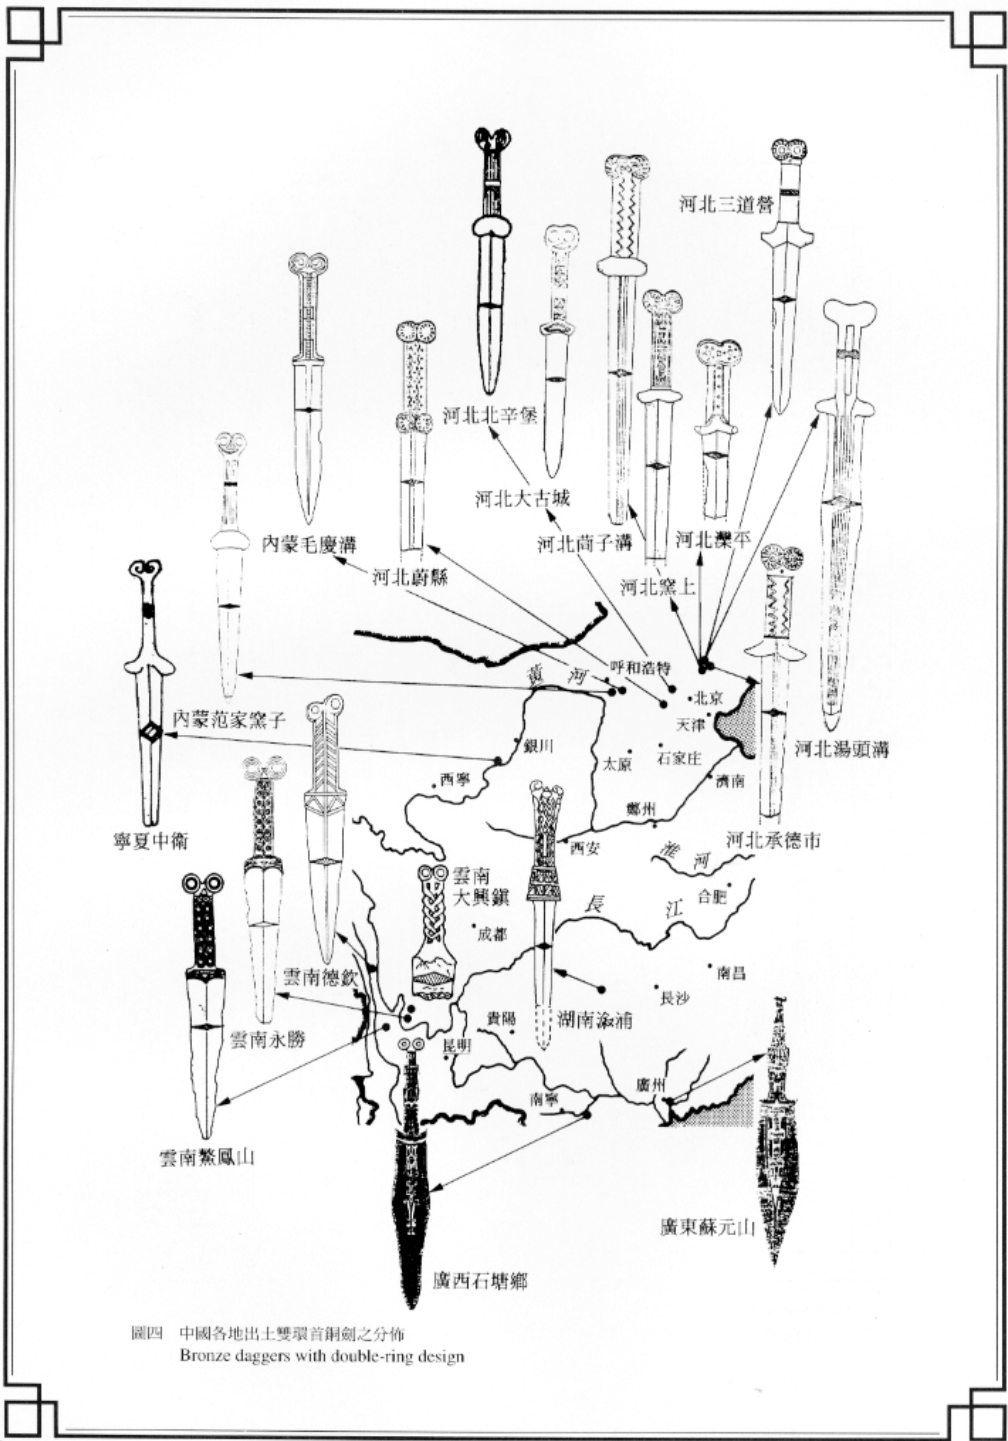 河北三道營
河北北辛堡
河北大古城
內蒙毛慶溝
河北蔚縣
河北茼子溝
河北灤平
河北窯上
內蒙范家窯子
寧夏中衛
河北湯頭溝
河北承德市
黃河
呼和浩特
北京
天津
銀川
太原
石家庄
西寧
濟南
鄭州
西安
淮河
合肥
雲南
大興鎮
長江
成都
南昌
長沙
雲南德欽
湖南漵浦
貴陽
雲南永勝
昆明
廣州
南寧
雲南鰲鳳山
廣東蘇元山
廣西石塘鄉
圖四 中國各地出土雙環首銅劍之分佈
Bronze daggers with double-ring design